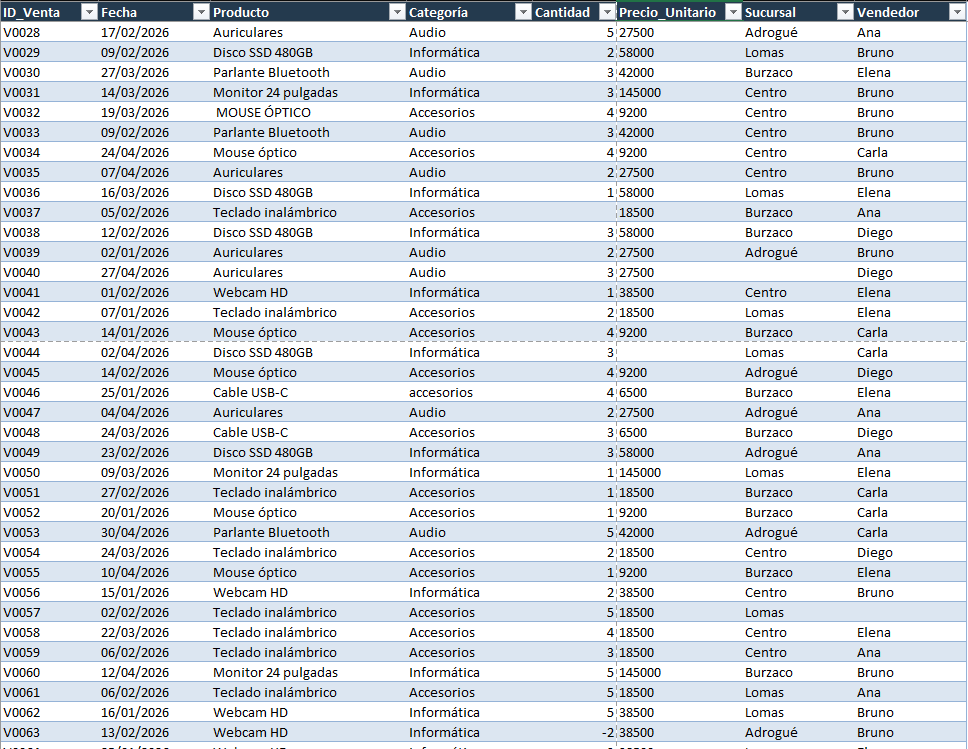 ID_Venta Fecha Producto Categoría Cantidad Precio_Unitario Sucursal Vendedor
V0028 17/02/2026 Auriculares Audio 5 27500 Adrogué Ana
V0029 09/02/2026 Disco SSD 480GB Informática 2 58000 Lomas Bruno
V0030 27/03/2026 Parlante Bluetooth Audio 3 42000 Burzaco Elena
V0031 14/03/2026 Monitor 24 pulgadas Informática 3 145000 Centro Bruno
V0032 19/03/2026 MOUSE ÓPTICO Accesorios 4 9200 Centro Bruno
V0033 09/02/2026 Parlante Bluetooth Audio 3 42000 Centro Bruno
V0034 24/04/2026 Mouse óptico Accesorios 4 9200 Centro Carla
V0035 07/04/2026 Auriculares Audio 2 27500 Centro Bruno
V0036 16/03/2026 Disco SSD 480GB Informática 1 58000 Lomas Elena
V0037 05/02/2026 Teclado inalámbrico Accesorios 18500 Burzaco Ana
V0038 12/02/2026 Disco SSD 480GB Informática 3 58000 Burzaco Diego
V0039 02/01/2026 Auriculares Audio 2 27500 Adrogué Bruno
V0040 27/04/2026 Auriculares Audio 3 27500 Diego
V0041 01/02/2026 Webcam HD Informática 1 38500 Centro Elena
V0042 07/01/2026 Teclado inalámbrico Accesorios 2 18500 Lomas Elena
V0043 14/01/2026 Mouse óptico Accesorios 4 9200 Burzaco Carla
V0044 02/04/2026 Disco SSD 480GB Informática 3 Lomas Carla
V0045 14/02/2026 Mouse óptico Accesorios 4 9200 Adrogué Diego
V0046 25/01/2026 Cable USB-C accesorios 4 6500 Burzaco Elena
V0047 04/04/2026 Auriculares Audio 2 27500 Adrogué Ana
V0048 24/03/2026 Cable USB-C Accesorios 3 6500 Burzaco Diego
V0049 23/02/2026 Disco SSD 480GB Informática 3 58000 Adrogué Ana
V0050 09/03/2026 Monitor 24 pulgadas Informática 1 145000 Lomas Elena
V0051 27/02/2026 Teclado inalámbrico Accesorios 1 18500 Burzaco Carla
V0052 20/01/2026 Mouse óptico Accesorios 1 9200 Burzaco Carla
V0053 30/04/2026 Parlante Bluetooth Audio 5 42000 Adrogué Carla
V0054 24/03/2026 Teclado inalámbrico Accesorios 2 18500 Centro Diego
V0055 10/04/2026 Mouse óptico Accesorios 1 9200 Burzaco Elena
V0056 15/01/2026 Webcam HD Informática 2 38500 Centro Bruno
V0057 02/02/2026 Teclado inalámbrico Accesorios 5 18500 Lomas
V0058 22/03/2026 Teclado inalámbrico Accesorios 4 18500 Centro Elena
V0059 06/02/2026 Teclado inalámbrico Accesorios 3 18500 Centro Ana
V0060 12/04/2026 Monitor 24 pulgadas Informática 5 145000 Burzaco Bruno
V0061 06/02/2026 Teclado inalámbrico Accesorios 5 18500 Lomas Ana
V0062 16/01/2026 Webcam HD Informática 5 38500 Lomas Bruno
V0063 13/02/2026 Webcam HD Informática -2 38500 Adrogué Bruno